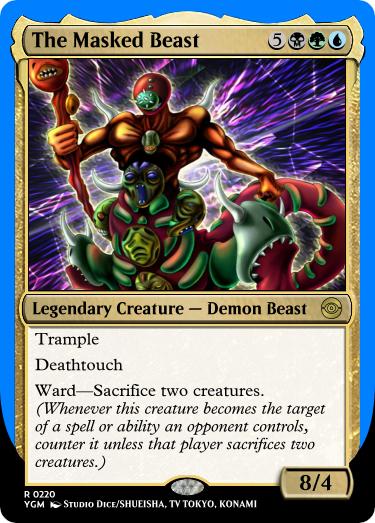 The Masked Beast 5
Legendary Creature — Demon Beast
Trample
Deathtouch
Ward—Sacrifice two creatures.
(Whenever this creature becomes the target
of a spell or ability an opponent controls,
counter it unless that player sacrifices two
creatures.)
8/4
R 0220
YGM Studio Dice/SHUEISHA, TV TOKYO, KONAMI